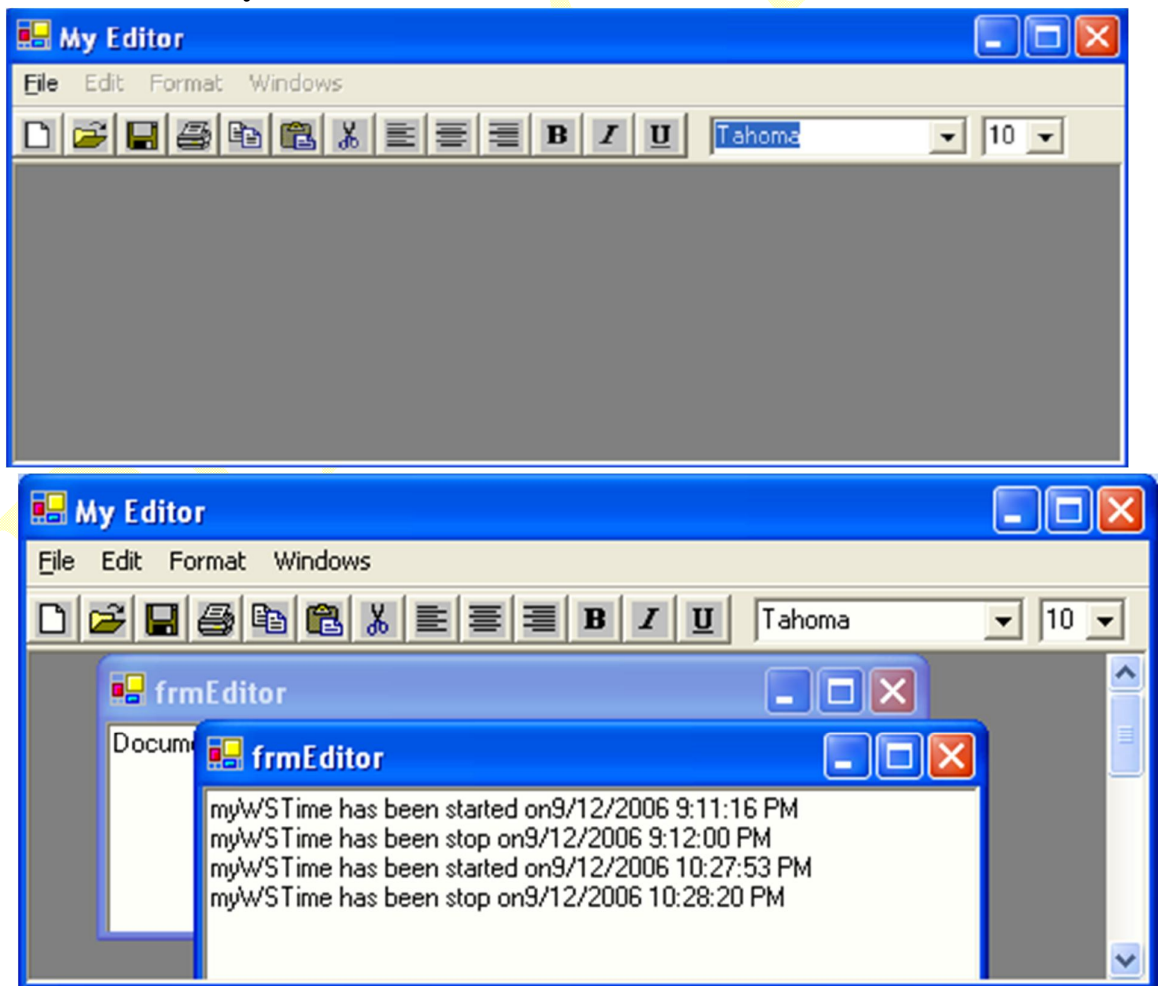 My Editor
File Edit Format Windows
B I U Tahoma 10
My Editor
File Edit Format Windows
B I U Tahoma 10
frmEditor
Docum
frmEditor
myWSTime has been started on9/12/2006 9:11:16 PM
myWSTime has been stop on9/12/2006 9:12:00 PM
myWSTime has been started on9/12/2006 10:27:53 PM
myWSTime has been stop on9/12/2006 10:28:20 PM